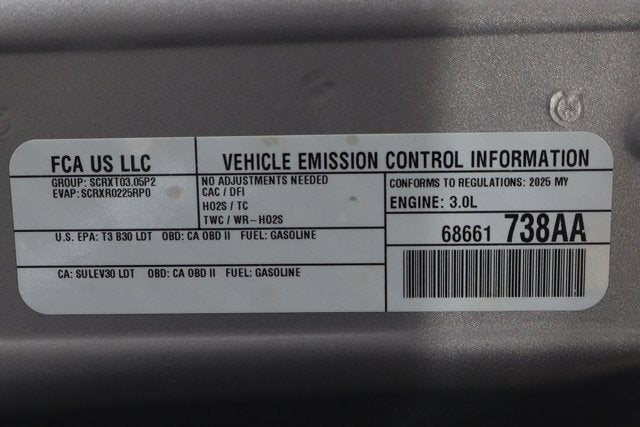 FCA US LLC
GROUP: SCRXT03.05P2
EVAP: SCRXR0225RP0
VEHICLE EMISSION CONTROL INFORMATION
NO ADJUSTMENTS NEEDED
CAC / DFI
HO2S / TC
TWC / WR-HO2S
CONFORMS TO REGULATIONS: 2025 MY
ENGINE: 3.0L
U.S. EPA: T3 B30 LDT OBD: CA OBD II FUEL: GASOLINE
68661 738AA
CA: SULEV30 LDT OBD: CA OBD II FUEL: GASOLINE